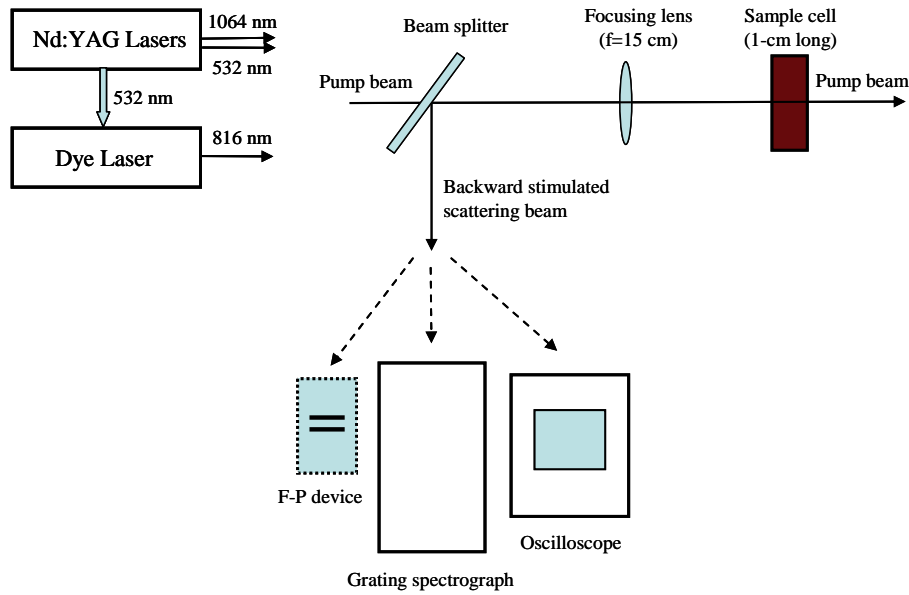 Nd:YAG Lasers
1064 nm
532 nm
532 nm
Dye Laser
816 nm
Beam splitter
Pump beam
Focusing lens
(f=15 cm)
Sample cell
(1-cm long)
Pump beam
Backward stimulated
scattering beam
F-P device
Grating spectrograph
Oscilloscope